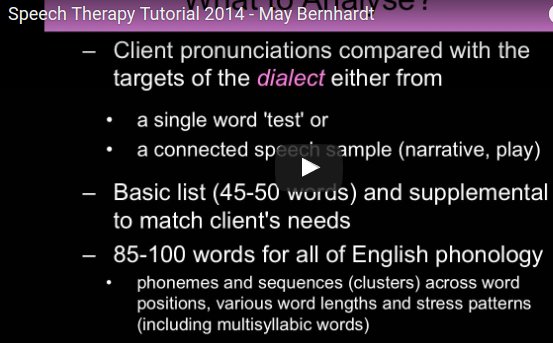 What to Analyse?
Speech Therapy Tutorial 2014 - May Bernhardt
– Client pronunciations compared with the
targets of the dialect either from
• a single word 'test' or
• a connected speech sample (narrative, play)
– Basic list (45-50 words) and supplemental
to match client's needs
– 85-100 words for all of English phonology
• phonemes and sequences (clusters) across word
positions, various word lengths and stress patterns
(including multisyllabic words)